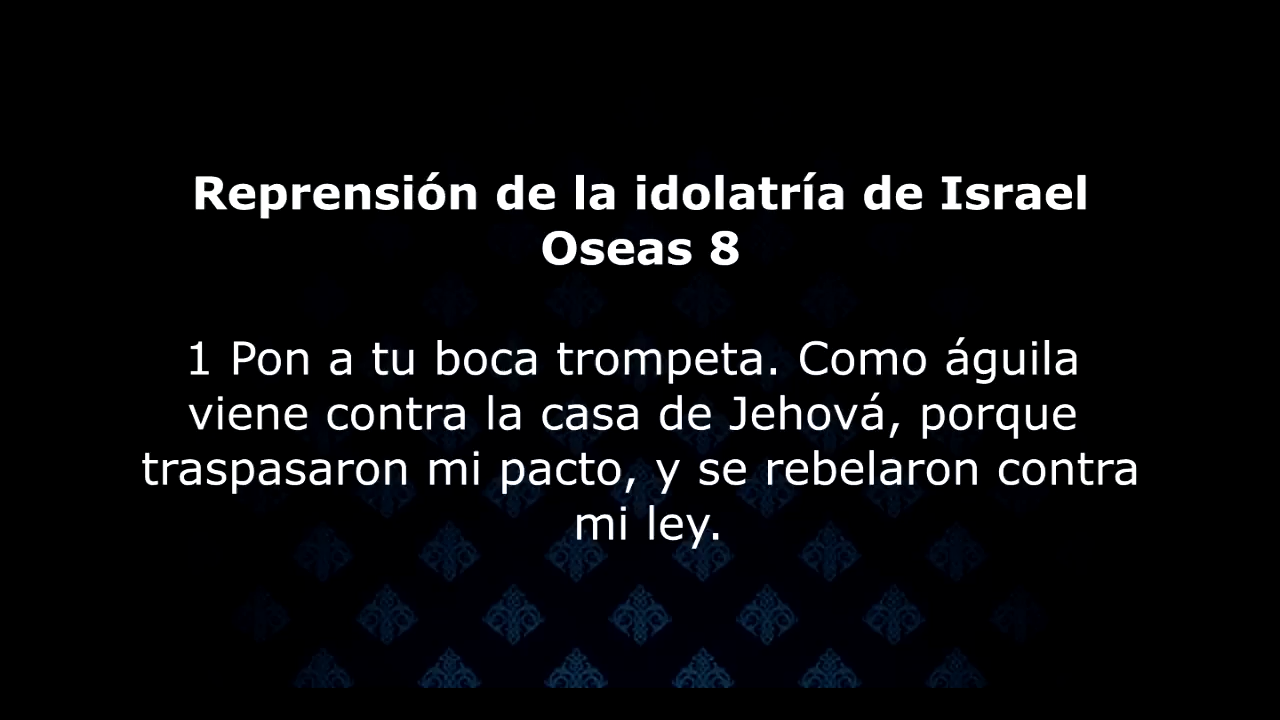 Reprensión de la idolatría de Israel
Oseas 8
1 Pon a tu boca trompeta. Como águila
viene contra la casa de Jehová, porque
traspasaron mi pacto, y se rebelaron contra
mi ley.